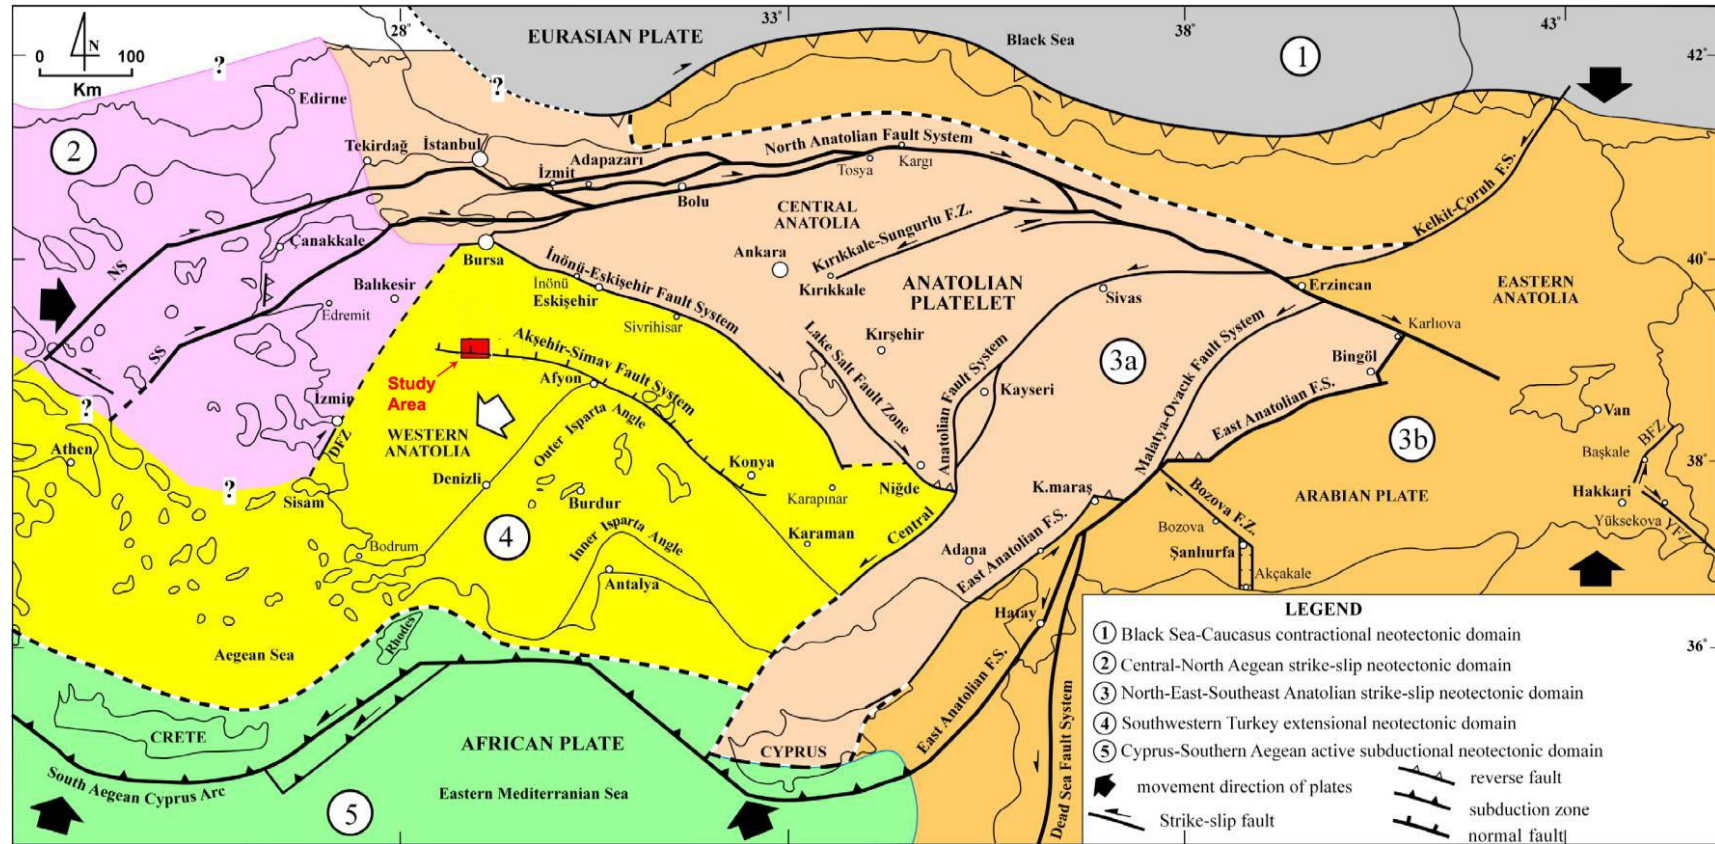 28°
33°
38°
43°
0
N
100
Km
EURASIAN PLATE
Black Sea
1
42°
?
?
Edirne
2
Tekirdağ
İstanbul
Adapazarı
İzmit
North Anatolian Fault System
Tosya
Kargı
Bolu
CENTRAL
ANATOLIA
Kelkit-Çoruh F.S.
Çanakkale
NS
Bursa
Ankara
Kırıkkale-Sungurlu F.Z.
Kırıkkale
40°
İnönü-Eskişehir Fault System
İnönü
Eskişehir
Balıkesir
Edremit
ANATOLIAN
PLATELET
Sivas
Erzincan
EASTERN
ANATOLIA
Sivrihisar
SS
Akşehir-Simav Fault System
Lake Salt Fault Zone
Kırşehir
Karlıova
Bingöl
3a
Study
Area
Afyon
Kayseri
Malatya-Ovacık Fault System
East Anatolian F.S.
Van
?
İzmir
DFZ
WESTERN
ANATOLIA
Outer Isparta Angle
Anatolian Fault System
3b
BFZ
Başkale
Athen
38°
?
Sisam
Denizli
Burdur
Konya
Karapınar
Niğde
K.maraş
Bozova F.Z.
ARABIAN PLATE
Hakkari
Yüksekova
YFZ
4
Inner Isparta Angle
Karaman
Central
Bozova
Şanlıurfa
Bodrum
Antalya
Adana
East Anatolian F.S.
Akçakale
Hatay
Rhodes
Aegean Sea
36°
CRETE
AFRICAN PLATE
CYPRUS
East Anatolian F.S.
Dead Sea Fault System
South Aegean Cyprus Arc
Eastern Mediterranean Sea
5
LEGEND
1 Black Sea-Caucasus contractional neotectonic domain
2 Central-North Aegean strike-slip neotectonic domain
3 North-East-Southeast Anatolian strike-slip neotectonic domain
4 Southwestern Turkey extensional neotectonic domain
5 Cyprus-Southern Aegean active subductional neotectonic domain
movement direction of plates
reverse fault
subduction zone
Strike-slip fault
normal fault